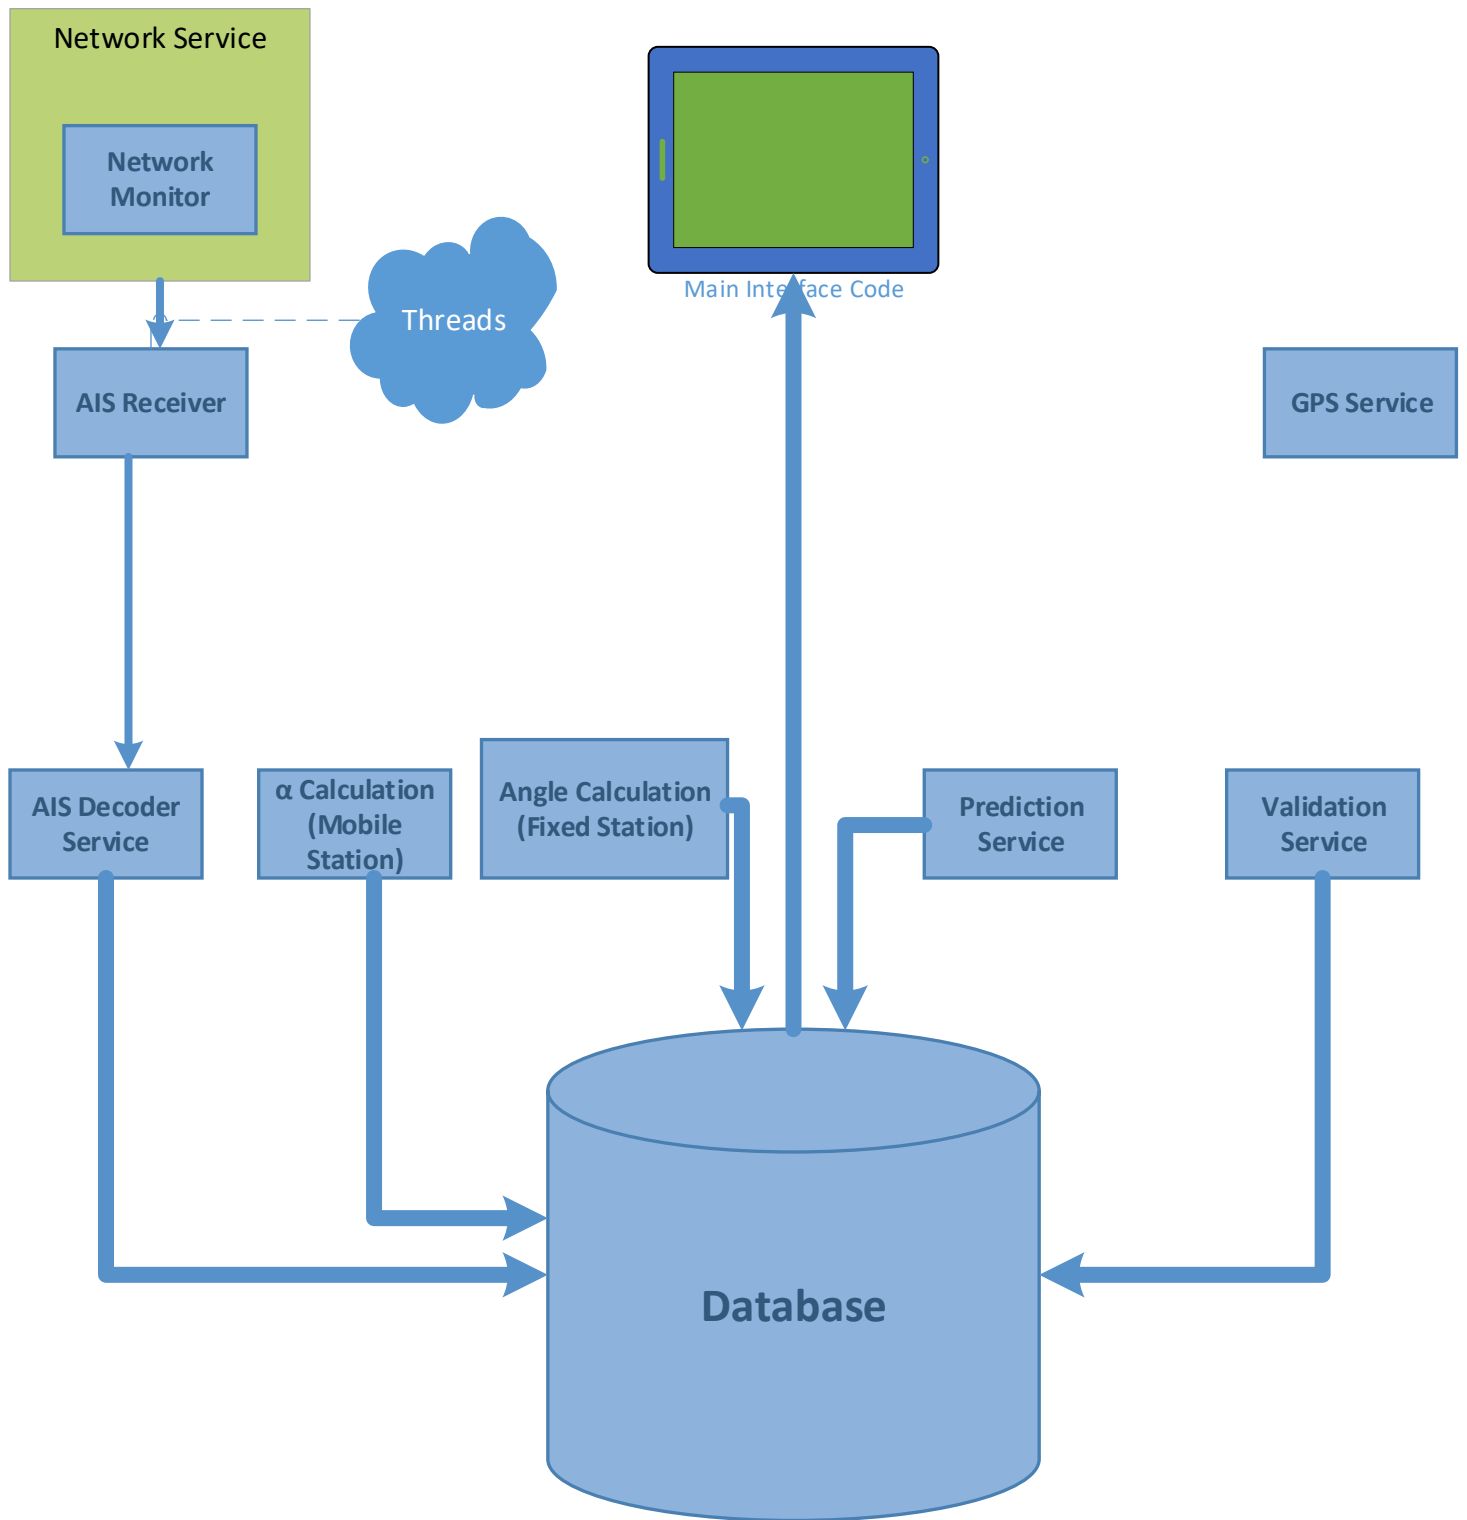 Network Service
Network
Monitor
Main Interface Code
Threads
AIS Receiver
GPS Service
AIS Decoder
Service
α Calculation
(Mobile
Station)
Angle Calculation
(Fixed Station)
Prediction
Service
Validation
Service
Database